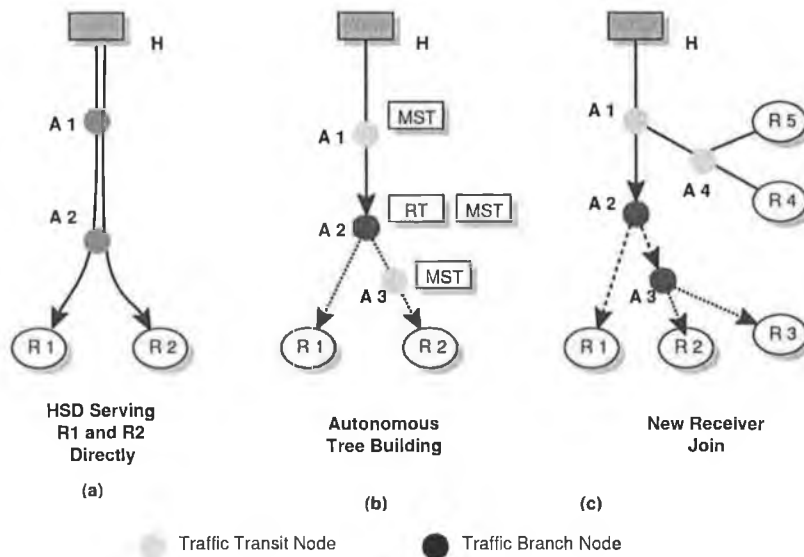 H
A 1
A 2
R 1
R 2
HSD Serving
R1 and R2
Directly
(a)
H
A 1
MST
A 2
RT
MST
A 3
MST
R 1
R 2
Autonomous
Tree Building
(b)
H
A 1
R 5
A 4
R 4
A 2
A 3
R 1
R 2
R 3
New Receiver
Join
(c)
Traffic Transit Node
Traffic Branch Node